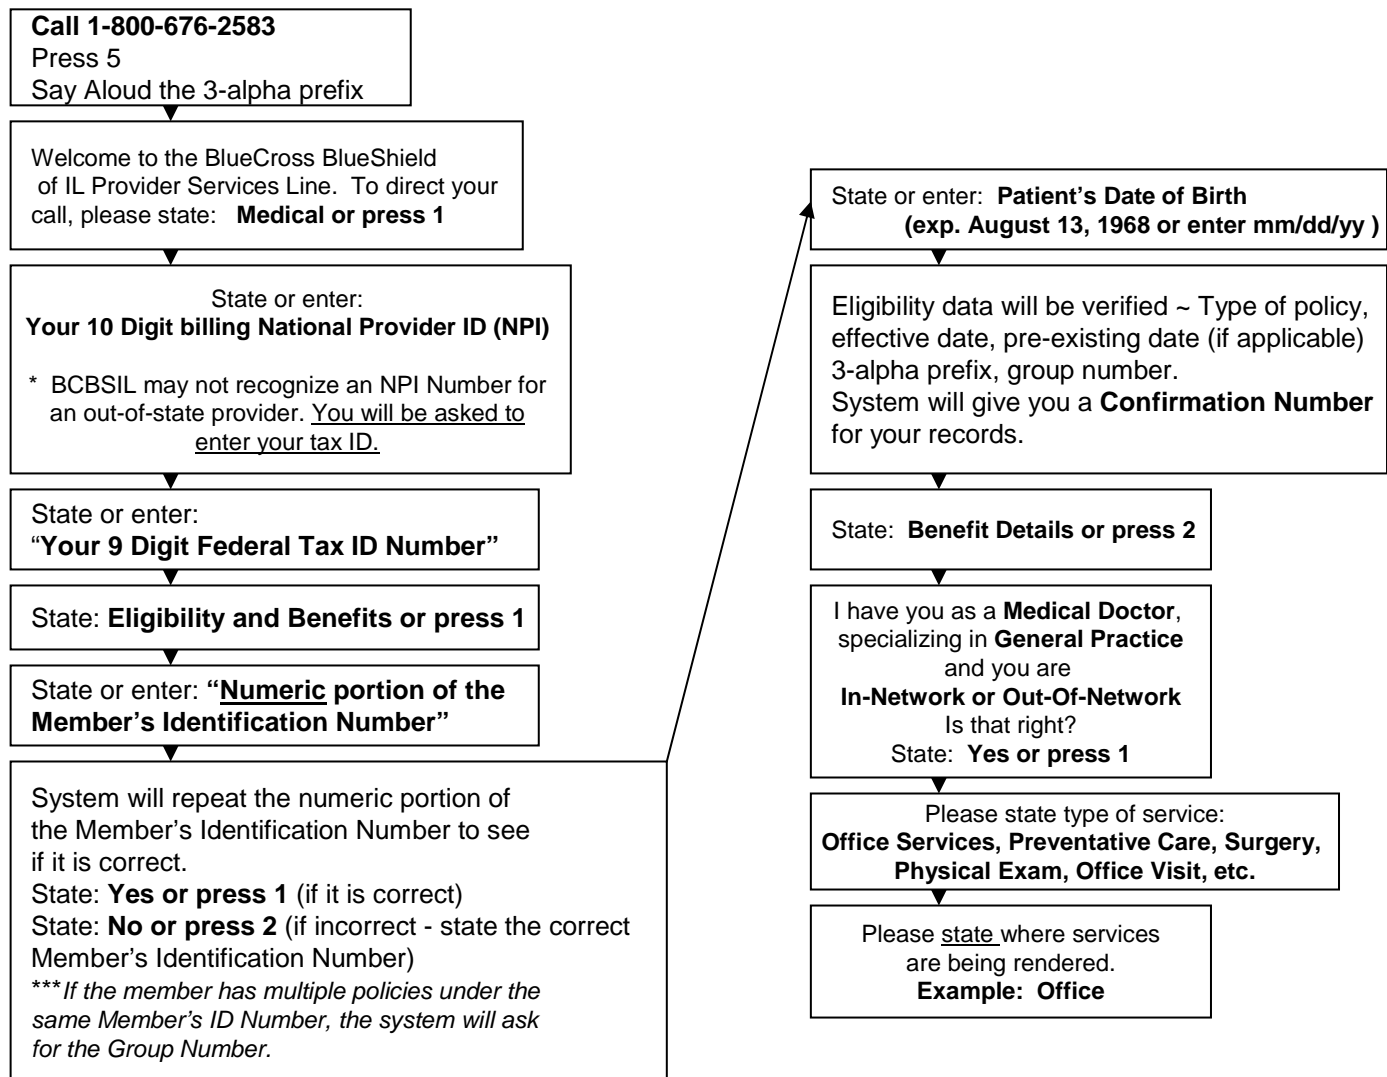 Call 1-800-676-2583
Press 5
Say Aloud the 3-alpha prefix
Welcome to the BlueCross BlueShield
of IL Provider Services Line.  To direct your
call, please state:   Medical or press 1
State or enter:
Your 10 Digit billing National Provider ID (NPI)
*  BCBSIL may not recognize an NPI Number for
an out-of-state provider. You will be asked to
enter your tax ID.
State or enter:
“Your 9 Digit Federal Tax ID Number”
State: Eligibility and Benefits or press 1
State or enter: “Numeric portion of the
Member’s Identification Number”
System will repeat the numeric portion of
the Member’s Identification Number to see
if it is correct.
State: Yes or press 1 (if it is correct)
State: No or press 2 (if incorrect - state the correct
Member’s Identification Number)
***If the member has multiple policies under the
same Member’s ID Number, the system will ask
for the Group Number.
State or enter:  Patient’s Date of Birth
(exp. August 13, 1968 or enter mm/dd/yy )
Eligibility data will be verified ~ Type of policy,
effective date, pre-existing date (if applicable)
3-alpha prefix, group number.
System will give you a Confirmation Number
for your records.
State:  Benefit Details or press 2
I have you as a Medical Doctor,
specializing in General Practice
and you are
In-Network or Out-Of-Network
Is that right?
State:  Yes or press 1
Please state type of service:
Office Services, Preventative Care, Surgery,
Physical Exam, Office Visit, etc.
Please state where services
are being rendered.
Example:  Office